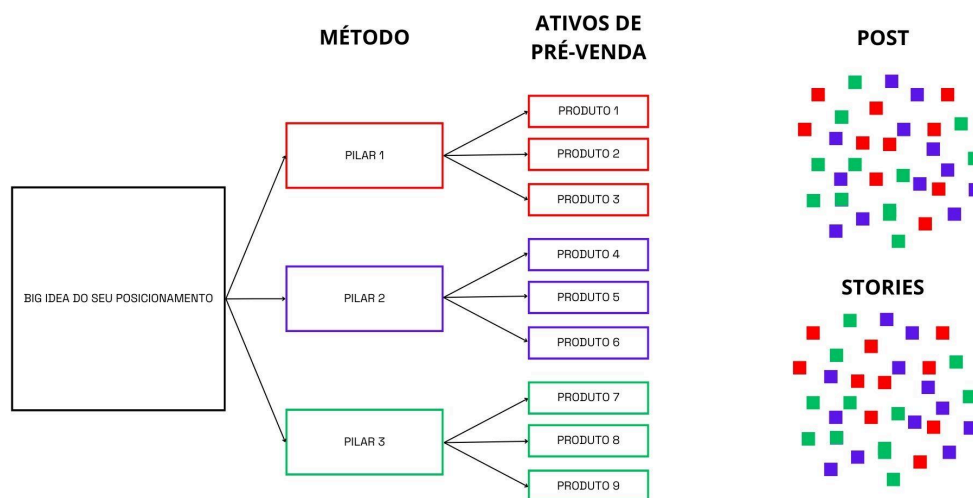 MÉTODO
ATIVOS DE
PRÉ-VENDA
POST
BIG IDEA DO SEU POSICIONAMENTO
PILAR 1
PRODUTO 1
PRODUTO 2
PRODUTO 3
PILAR 2
PRODUTO 4
PRODUTO 5
PRODUTO 6
PILAR 3
PRODUTO 7
PRODUTO 8
PRODUTO 9
STORIES